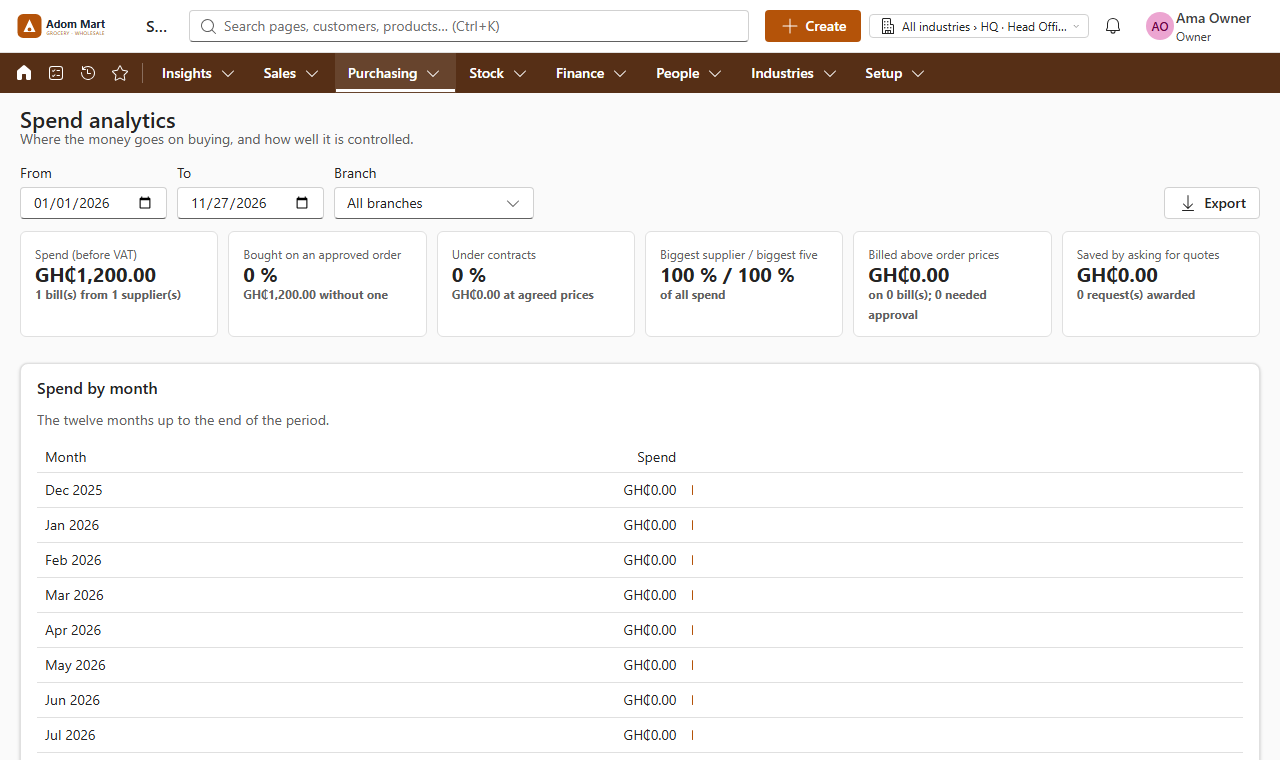 Adom Mart
GROCERY · WHOLESALE
S...
Search pages, customers, products... (Ctrl+K)
Create
All industries › HQ · Head Offi...
AO
Ama Owner
Owner
Insights
Sales
Purchasing
Stock
Finance
People
Industries
Setup
Spend analytics
Where the money goes on buying, and how well it is controlled.
From
To
Branch
01/01/2026
11/27/2026
All branches
Export
Spend (before VAT)
GH₵1,200.00
1 bill(s) from 1 supplier(s)
Bought on an approved order
0 %
GH₵1,200.00 without one
Under contracts
0 %
GH₵0.00 at agreed prices
Biggest supplier / biggest five
100 % / 100 %
of all spend
Billed above order prices
GH₵0.00
on 0 bill(s); 0 needed
approval
Saved by asking for quotes
GH₵0.00
0 request(s) awarded
Spend by month
The twelve months up to the end of the period.
Month Spend
Dec 2025 GH₵0.00
Jan 2026 GH₵0.00
Feb 2026 GH₵0.00
Mar 2026 GH₵0.00
Apr 2026 GH₵0.00
May 2026 GH₵0.00
Jun 2026 GH₵0.00
Jul 2026 GH₵0.00